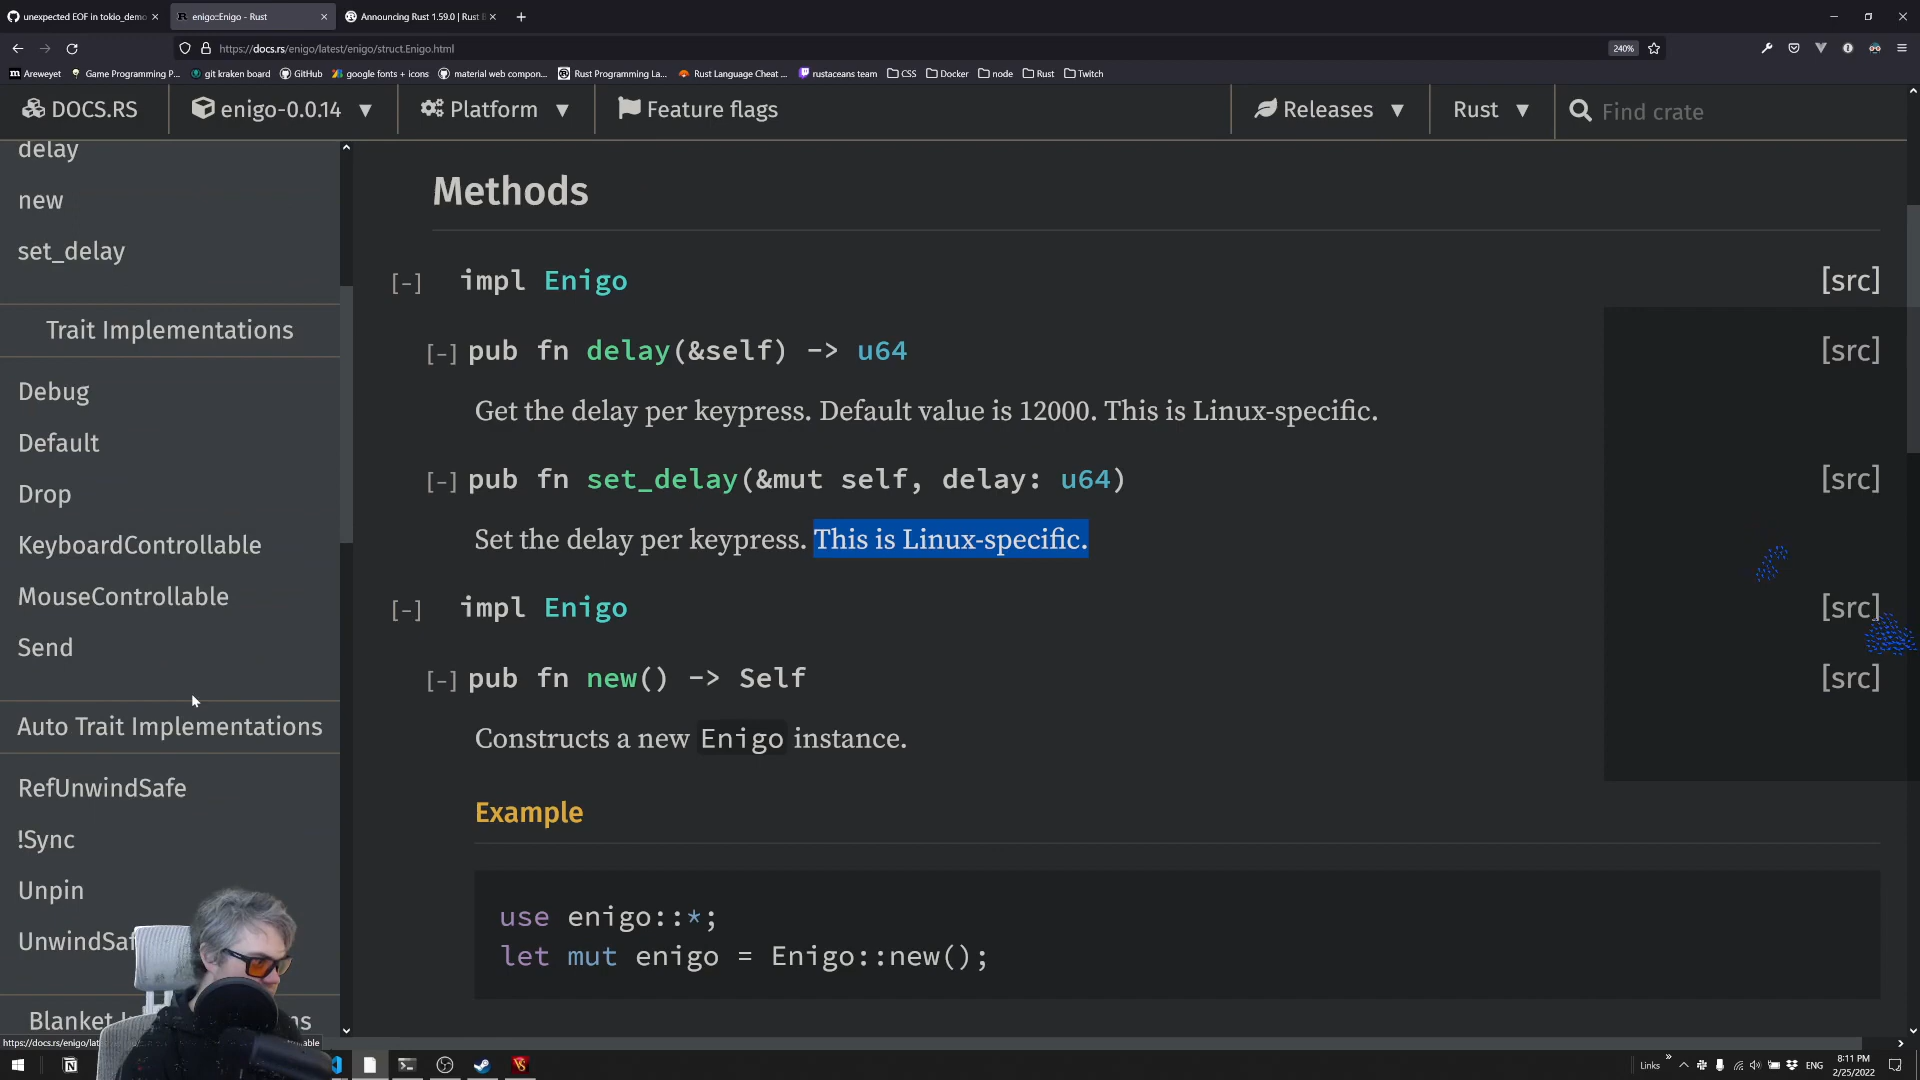 unexpected EOF in tokio_demo
enigo::Enigo - Rust
Announcing Rust 1.59.0 | Rust
https://docs.rs/enigo/latest/enigo/struct.Enigo.html
240%
Areweyet
Game Programming P...
git kraken board
GitHub
google fonts + icons
material web compon...
Rust Programming La...
Rust Language Cheat ...
rustaceans team
CSS
Docker
node
Rust
Twitch
DOCS.RS
enigo-0.0.14
Platform
Feature flags
Releases
Rust
Find crate
delay
new
set_delay
Trait Implementations
Debug
Default
Drop
KeyboardControllable
MouseControllable
Send
Auto Trait Implementations
RefUnwindSafe
!Sync
Unpin
Blanket
Methods
[-] impl Enigo [src]
[-] pub fn delay(&self) -> u64 [src]
Get the delay per keypress. Default value is 12000. This is Linux-specific.
[-] pub fn set_delay(&mut self, delay: u64) [src]
Set the delay per keypress. This is Linux-specific.
[-] impl Enigo [src]
[-] pub fn new() -> Self [src]
Constructs a new Enigo instance.
Example
use enigo::*;
let mut enigo = Enigo::new();
Links
ENG
8:11 PM
2/25/2022